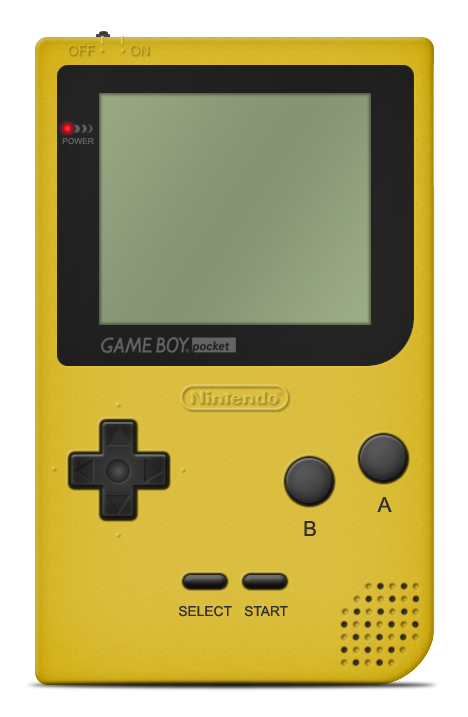 OFF ON
POWER
GAME BOY pocket
Nintendo®
A
B
SELECT START